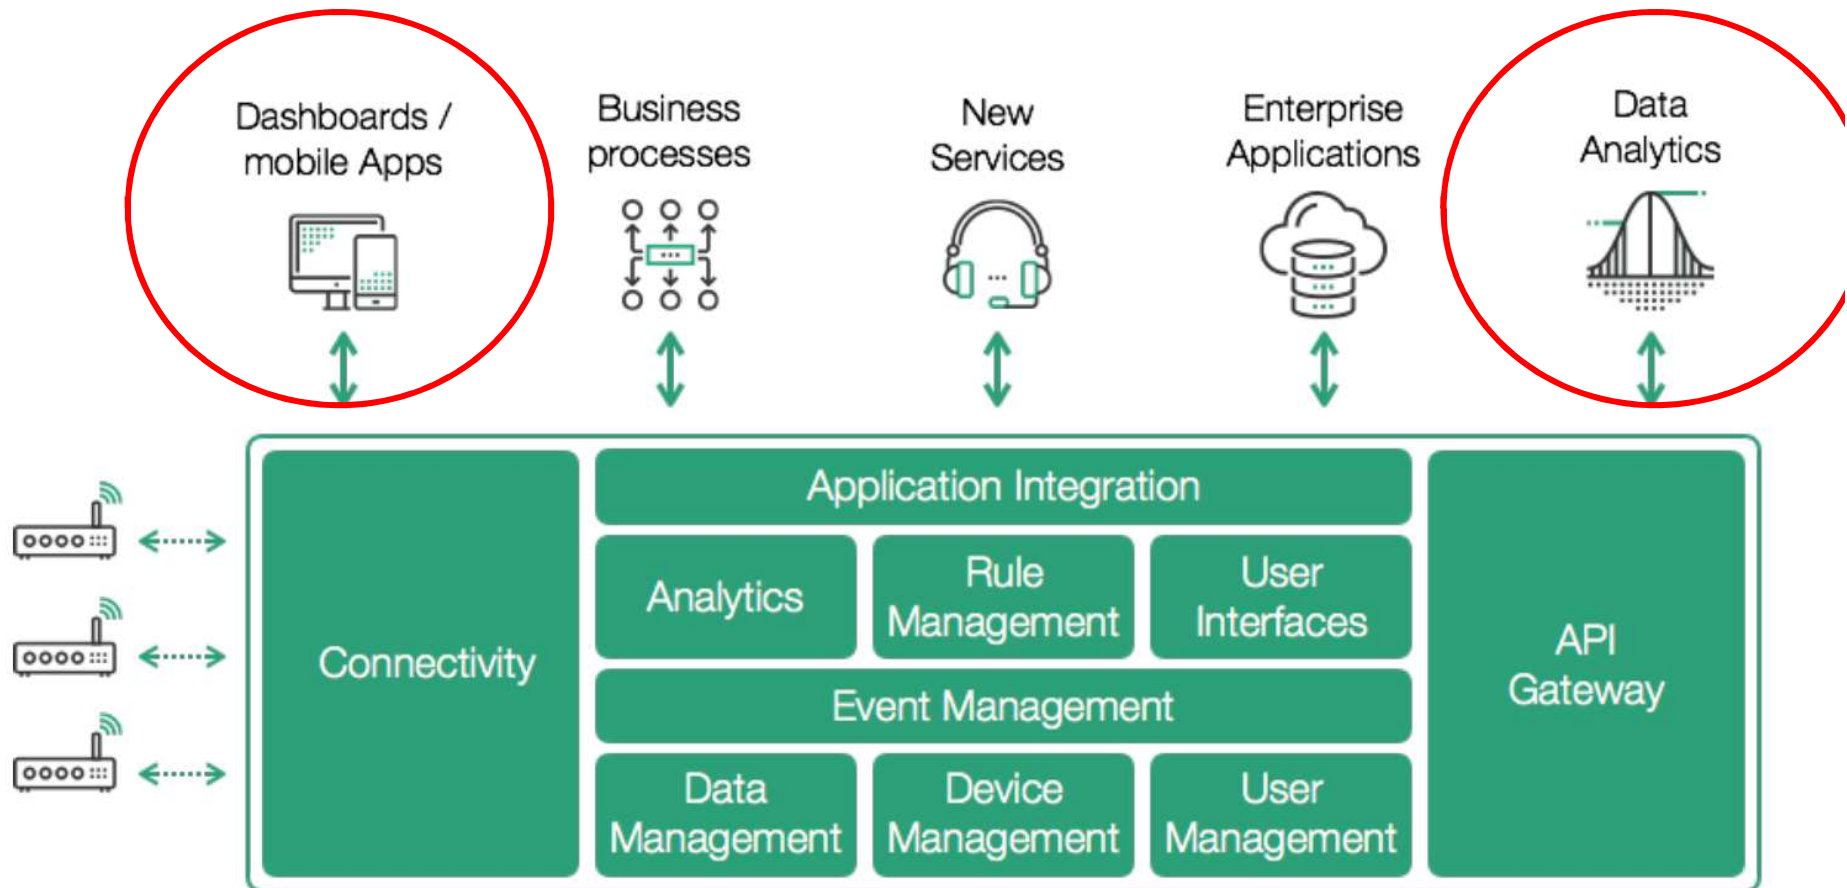 Dashboards /
mobile Apps
Business
processes
New
Services
Enterprise
Applications
Data
Analytics
Connectivity
Application Integration
Analytics
Rule
Management
User
Interfaces
Event Management
Data
Management
Device
Management
User
Management
API
Gateway